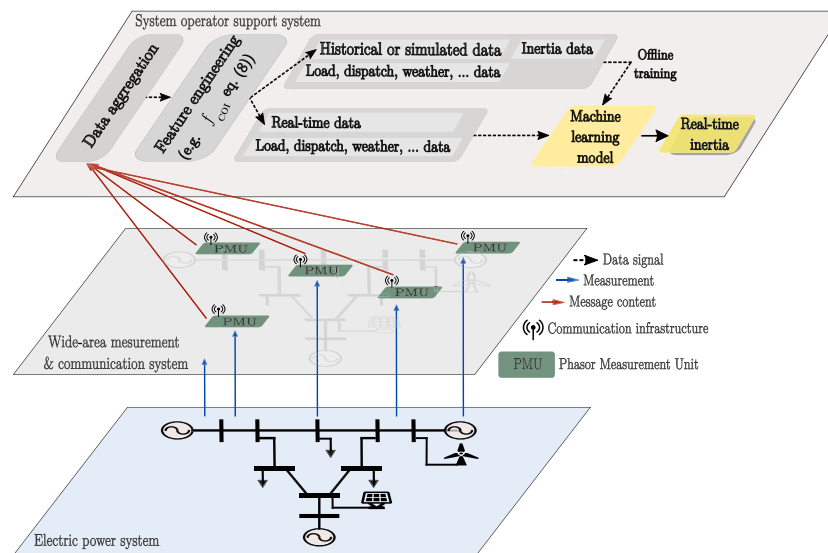 System operator support system
Data aggregation
Feature engineering
(e.g. ∫COI eq. (8))
Historical or simulated data
Inertia data
Load, dispatch, weather, ... data
Real-time data
Load, dispatch, weather, ... data
Offline
training
Machine
learning
model
Real-time
inertia
PMU
PMU
PMU
PMU
PMU
Wide-area mesurement
& communication system
Data signal
Measurement
Message content
Communication infrastructure
PMU Phasor Measurement Unit
Electric power system